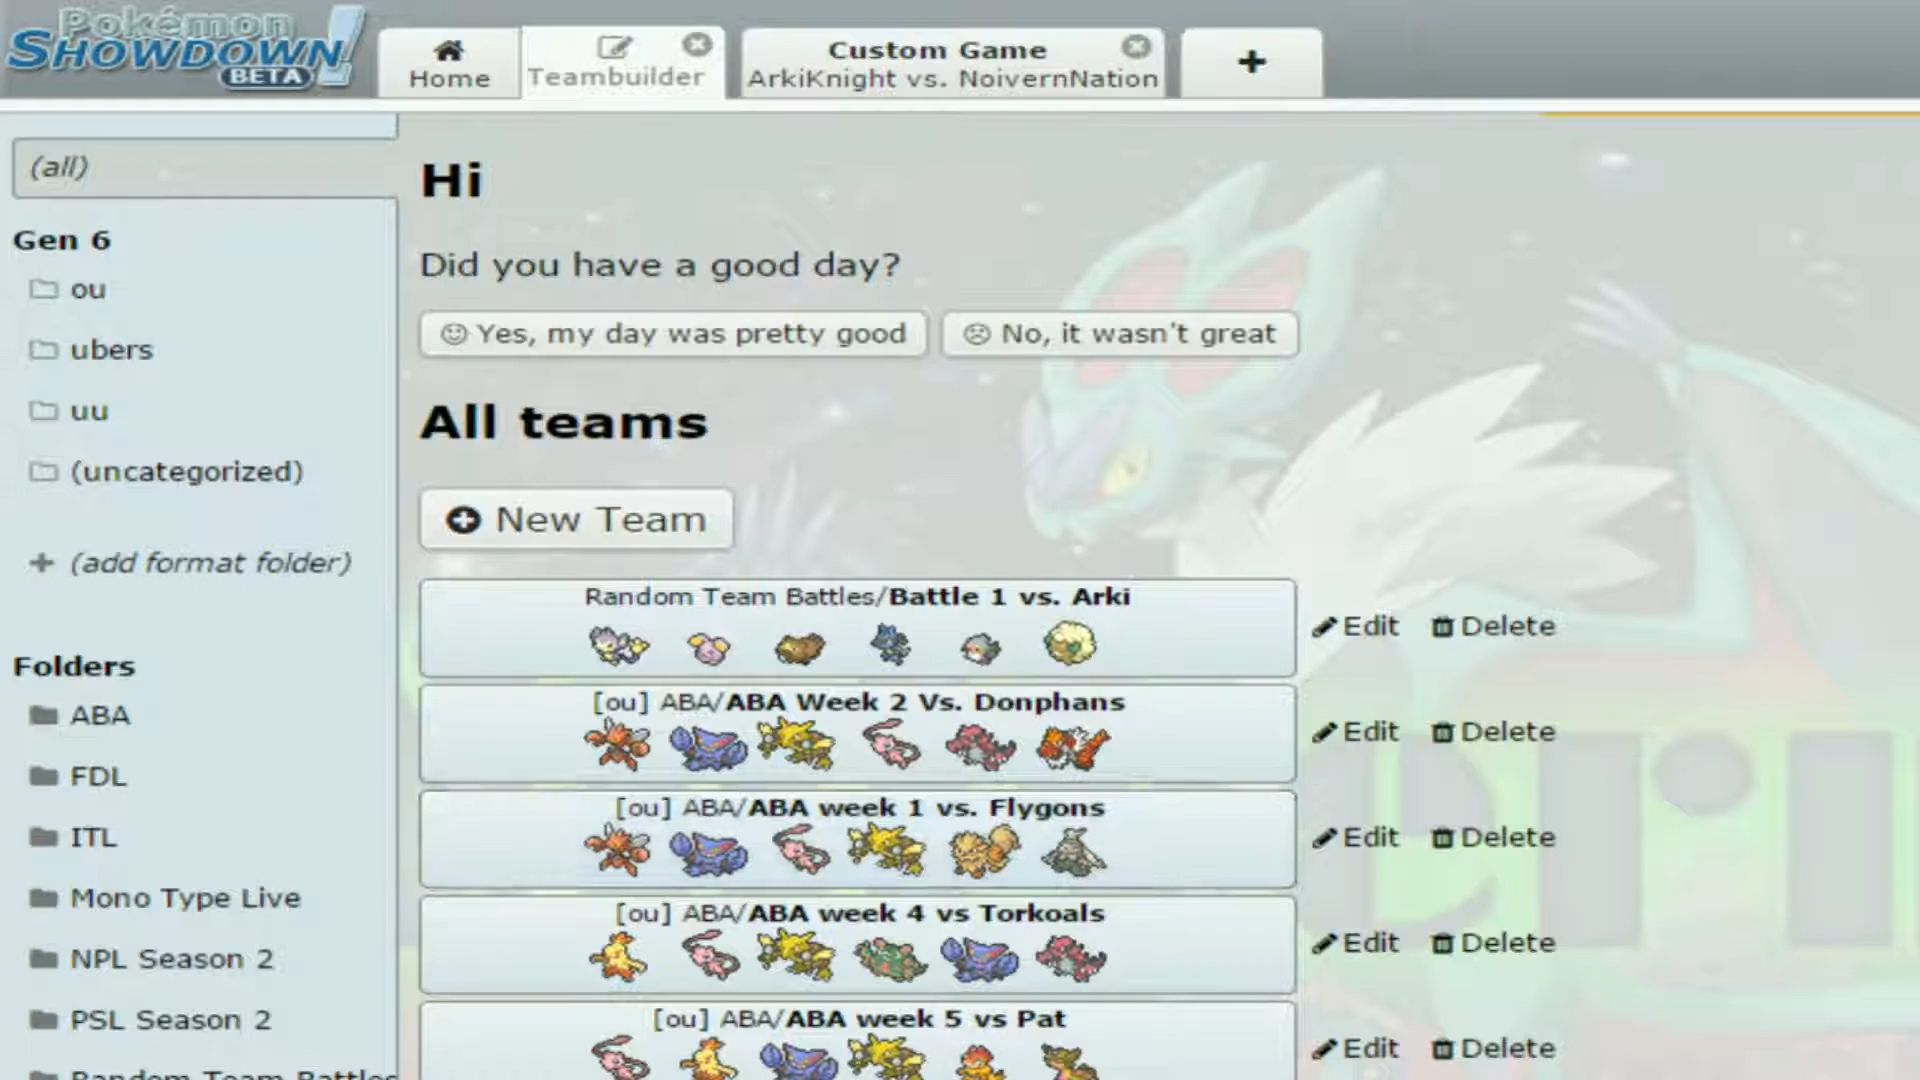 Pokémon
SHOWDOWN!
BETA
Home
Teambuilder
Custom Game
ArkiKnight vs. NoivernNation
(all)
Gen 6
ou
ubers
uu
(uncategorized)
(add format folder)
Folders
ABA
FDL
ITL
Mono Type Live
NPL Season 2
PSL Season 2
Random Team Battles
Hi
Did you have a good day?
Yes, my day was pretty good
No, it wasn't great
All teams
New Team
Random Team Battles/Battle 1 vs. Arki
Edit Delete
[ou] ABA/ABA Week 2 Vs. Donphans
Edit Delete
[ou] ABA/ABA week 1 vs. Flygons
Edit Delete
[ou] ABA/ABA week 4 vs Torkoals
Edit Delete
[ou] ABA/ABA week 5 vs Pat
Edit Delete